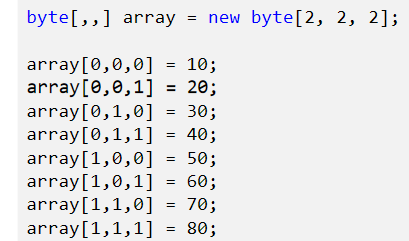 byte[,,] array = new byte[2, 2, 2];
array[0,0,0] = 10;
array[0,0,1] = 20;
array[0,1,0] = 30;
array[0,1,1] = 40;
array[1,0,0] = 50;
array[1,0,1] = 60;
array[1,1,0] = 70;
array[1,1,1] = 80;